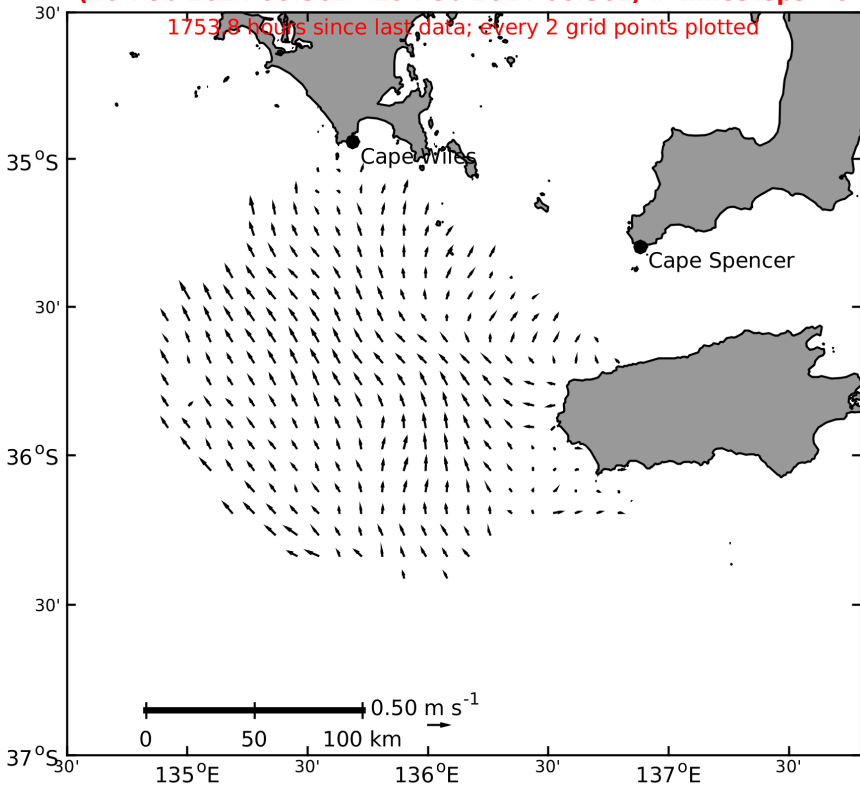 1753.8 hours since last data; every 2 grid points plotted
30'
Cape Wiles
35°S
Cape Spencer
30'
36°S
30'
0.50 m s⁻¹
0 50 100 km
37°S
30' 135°E 30' 136°E 30' 137°E 30'